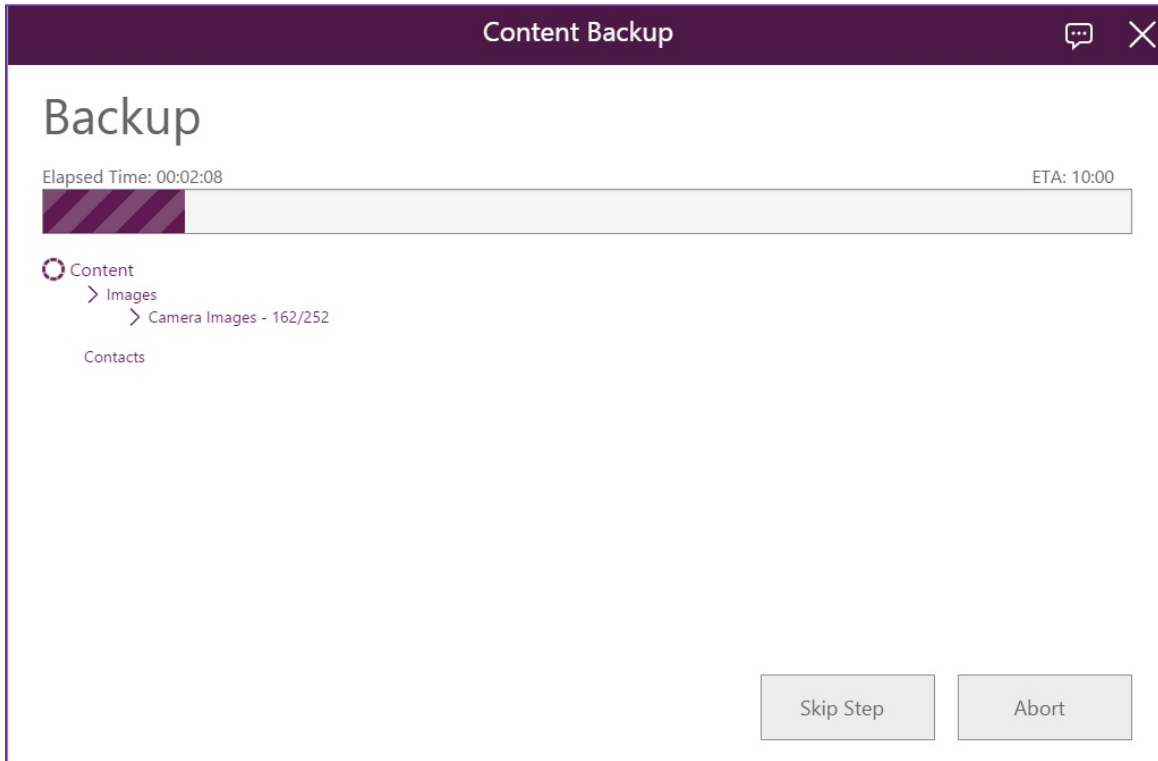 Content Backup
Backup
Elapsed Time: 00:02:08
ETA: 10:00
Content
Images
Camera Images - 162/252
Contacts
Skip Step
Abort